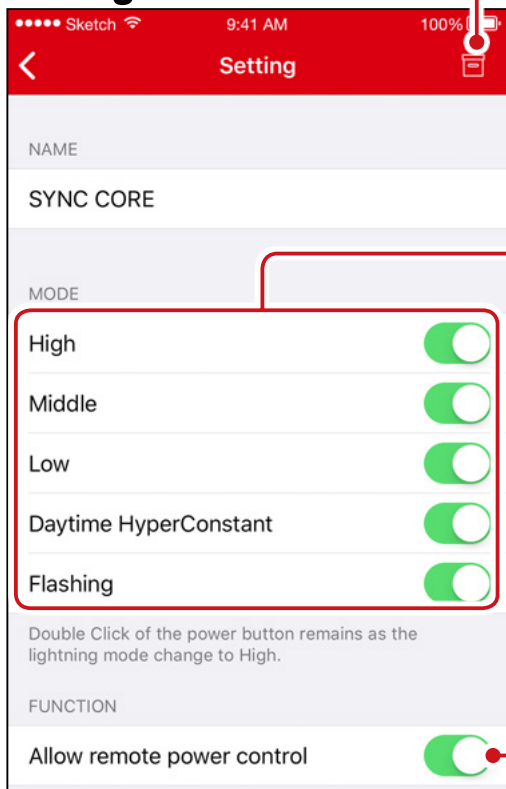 Sketch 9:41 AM 100%
Setting
NAME
SYNC CORE
MODE
High
Middle
Low
Daytime HyperConstant
Flashing
Double Click of the power button remains as the
lightning mode change to High.
FUNCTION
Allow remote power control